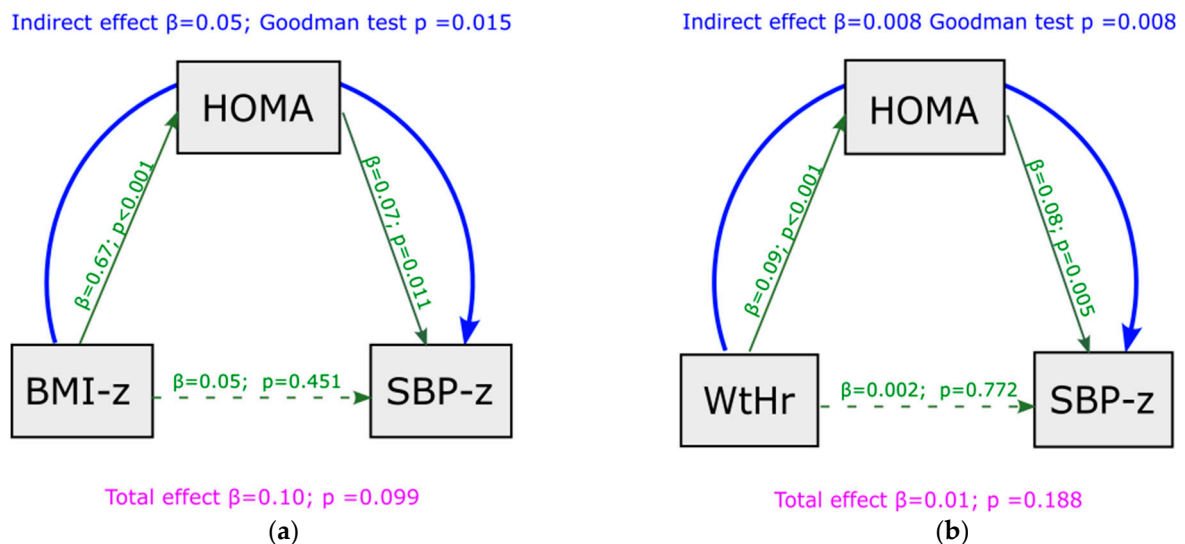 Indirect effect β=0.05; Goodman test p =0.015
HOMA
β=0.67; p<0.001
β=0.07; p=0.011
BMI-z
β=0.05; p=0.451
SBP-z
Total effect β=0.10; p =0.099
(a)
Indirect effect β=0.008 Goodman test p =0.008
HOMA
β=0.09; p<0.001
β=0.08; p=0.005
WtHr
β=0.002; p=0.772
SBP-z
Total effect β=0.01; p =0.188
(b)